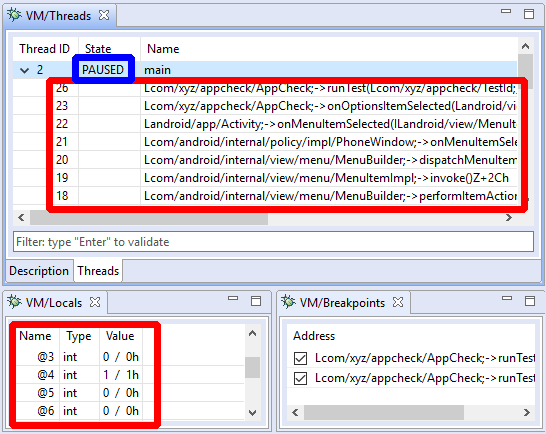 VM/Threads
Thread ID State Name
2 PAUSED main
26 Lcom/xyz/appcheck/AppCheck;->runTest(Lcom/xyz/appcheck/TestId;
23 Lcom/xyz/appcheck/AppCheck;->onOptionsItemSelected(Landroid/vi
22 Landroid/app/Activity;->onMenuItemSelected(ILandroid/view/MenuIt
21 Lcom/android/internal/policy/impl/PhoneWindow;->onMenuItemSele
20 Lcom/android/internal/view/menu/MenuBuilder;->dispatchMenuItem
19 Lcom/android/internal/view/menu/MenuItemImpl;->invoke()Z+2Ch
18 Lcom/android/internal/view/menu/MenuBuilder;->performItemAction
Filter: type "Enter" to validate
Description Threads
VM/Locals
Name Type Value
@3 int 0 / 0h
@4 int 1 / 1h
@5 int 0 / 0h
@6 int 0 / 0h
VM/Breakpoints
Address
Lcom/xyz/appcheck/AppCheck;->runTest
Lcom/xyz/appcheck/AppCheck;->runTest